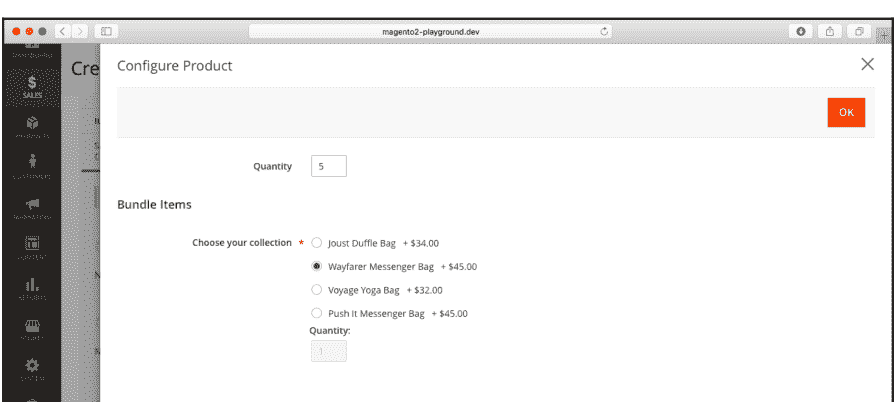 magento2-playground.dev
Cre
Configure Product
$
SALES
OK
Quantity 5
Bundle Items
Choose your collection * Joust Duffle Bag + $34.00
Wayfarer Messenger Bag + $45.00
Voyage Yoga Bag + $32.00
Push It Messenger Bag + $45.00
Quantity:
1